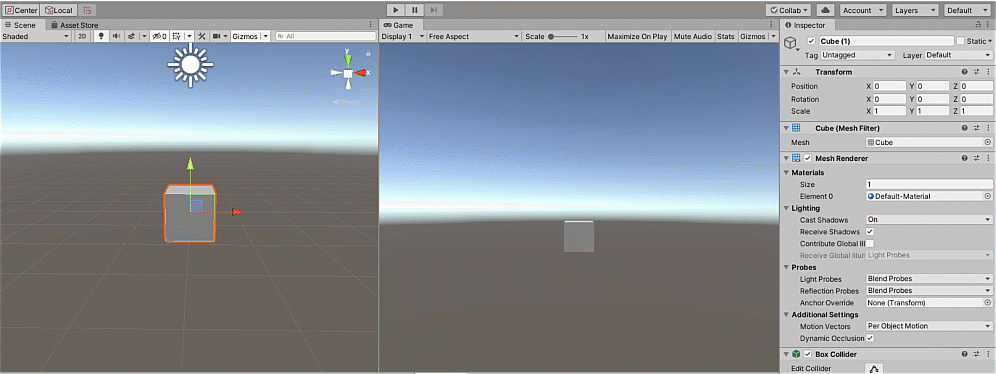 Center Local Collab Account Layers Default
Scene Asset Store Game Inspector
Shaded 2D 0 Gizmos All Display 1 Free Aspect Scale 1x Maximize On Play Mute Audio Stats Gizmos
Cube (1) Static
Tag Untagged Layer Default
Transform
Position X 0 Y 0 Z 0
Rotation X 0 Y 0 Z 0
Scale X 1 Y 1 Z 1
Cube (Mesh Filter)
Mesh Cube
Mesh Renderer
Materials
Size 1
Element 0 Default-Material
Lighting
Cast Shadows On
Receive Shadows
Contribute Global Ill
Receive Global Illum Light Probes
Probes
Light Probes Blend Probes
Reflection Probes Blend Probes
Anchor Override None (Transform)
Additional Settings
Motion Vectors Per Object Motion
Dynamic Occlusion
Box Collider
Edit Collider
y
x
Persp